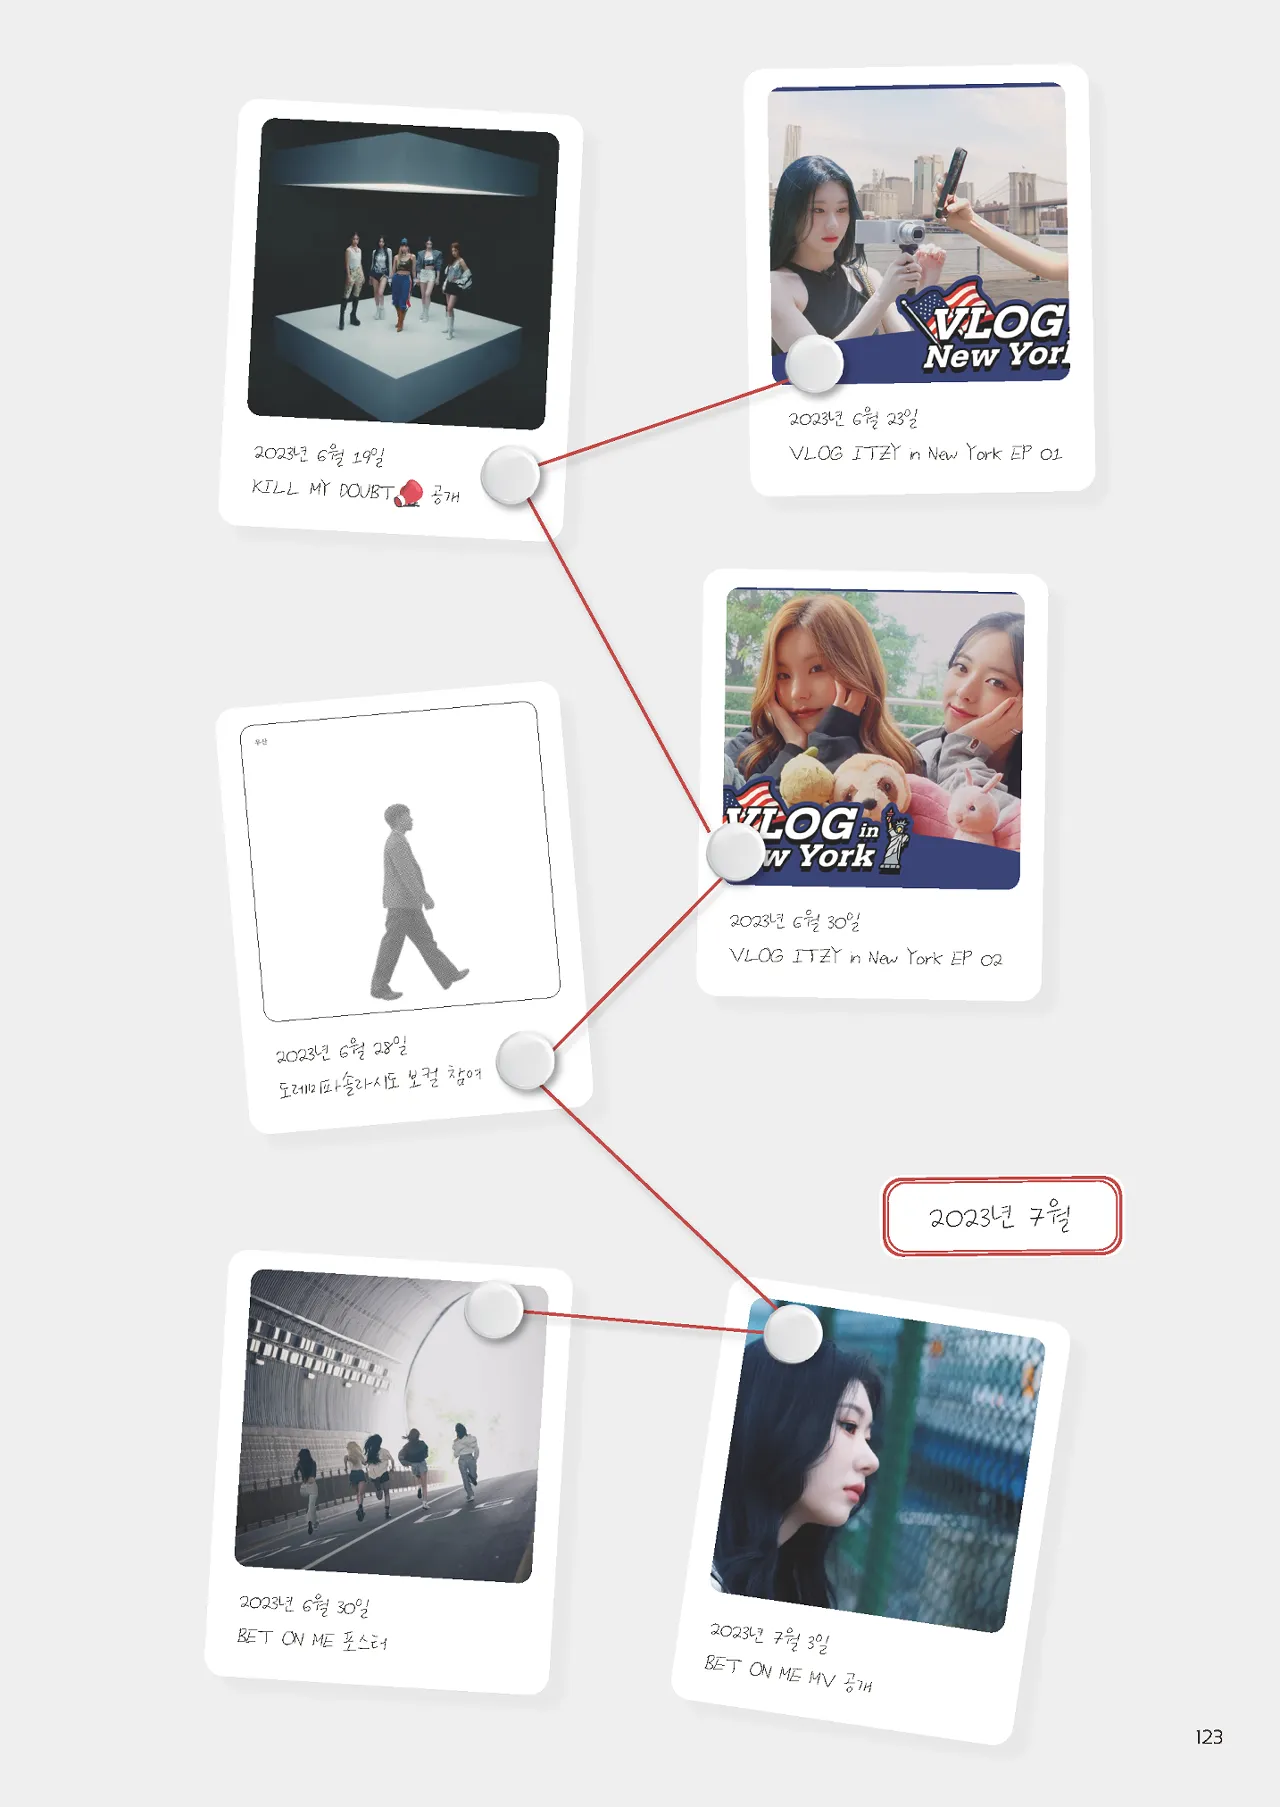 2023년 6월 19일
KILL MY DOUBT🥊 공개
VLOG
New York
2023년 6월 23일
VLOG ITZY in New York EP 01
우산
2023년 6월 28일
도레미파솔라시도 보컬 참여
VLOG in
York
2023년 6월 30일
VLOG ITZY in New York EP 02
2023년 7월
2023년 6월 30일
BET ON ME 포스터
2023년 7월 3일
BET ON ME MV 공개
123